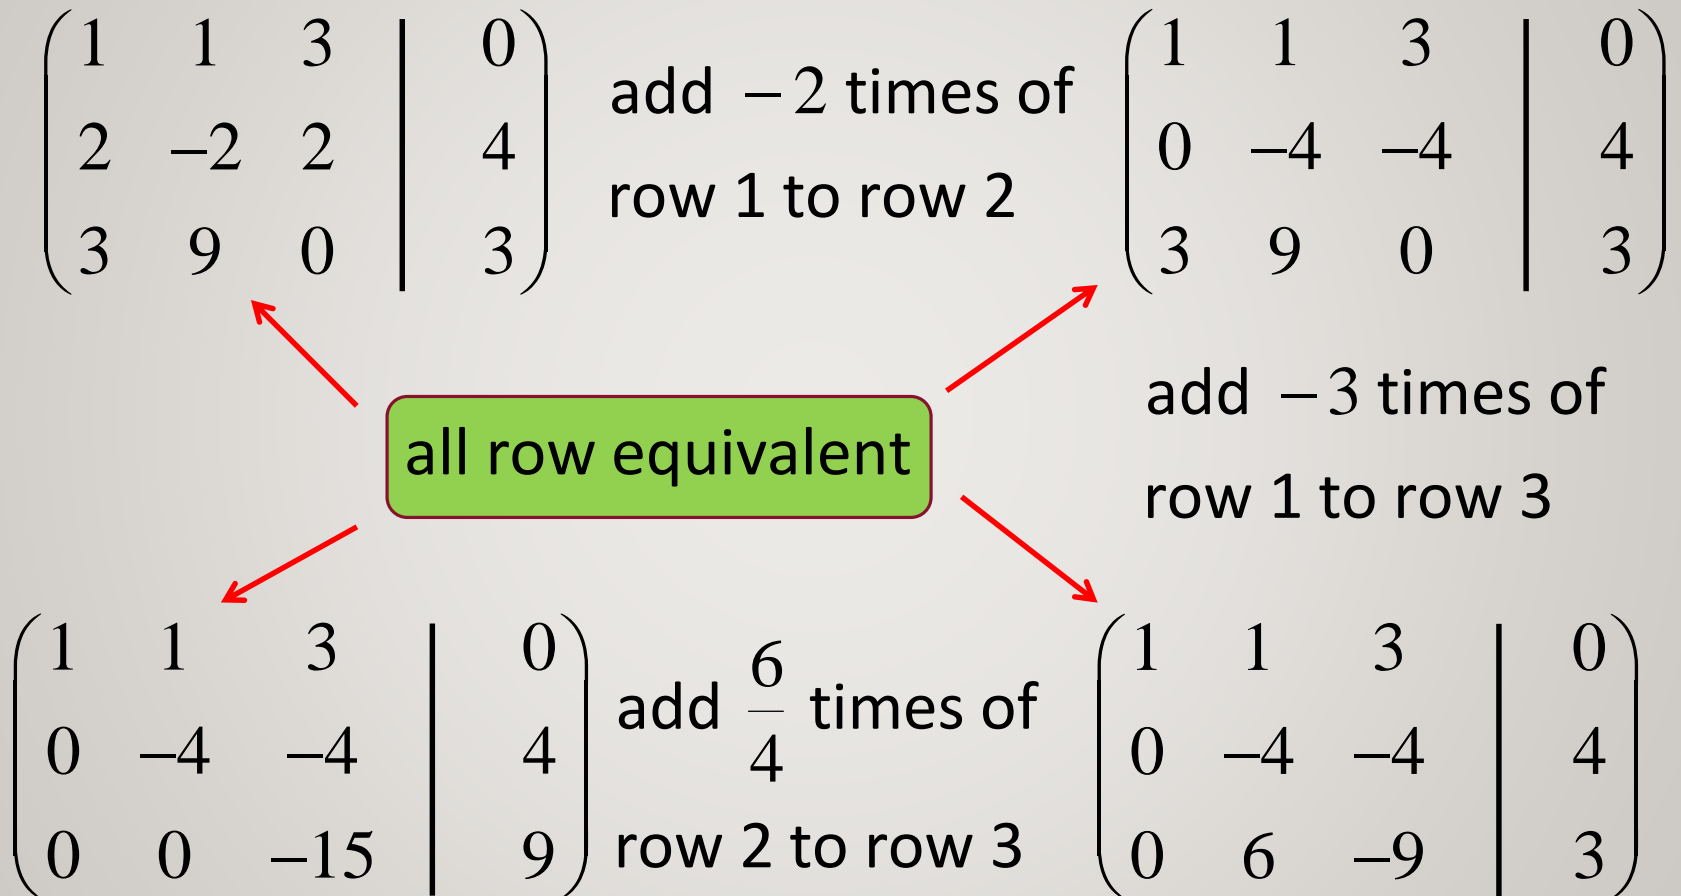 1 1 3 | 0
2 −2 2 | 4
3 9 0 | 3
add −2 times of
row 1 to row 2
1 1 3 | 0
0 −4 −4 | 4
3 9 0 | 3
all row equivalent
add −3 times of
row 1 to row 3
1 1 3 | 0
0 −4 −4 | 4
0 0 −15 | 9
add 6/4 times of
row 2 to row 3
1 1 3 | 0
0 −4 −4 | 4
0 6 −9 | 3